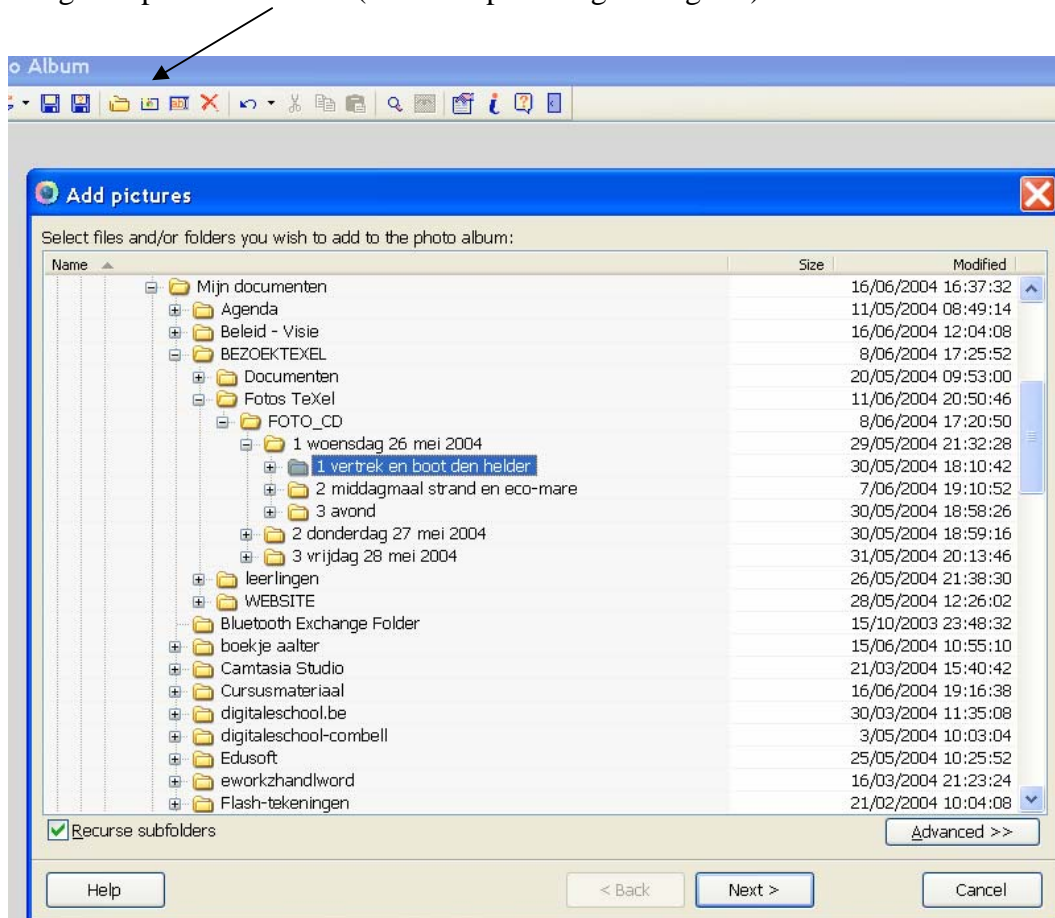 o Album
Add pictures
Select files and/or folders you wish to add to the photo album:
Name Size Modified
Mijn documenten 16/06/2004 16:37:32
Agenda 11/05/2004 08:49:14
Beleid - Visie 16/06/2004 12:04:08
BEZOEKTEXEL 8/06/2004 17:25:52
Documenten 20/05/2004 09:53:00
Fotos TeXel 11/06/2004 20:50:46
FOTO_CD 8/06/2004 17:20:50
1 woensdag 26 mei 2004 29/05/2004 21:32:28
1 vertrek en boot den helder 30/05/2004 18:10:42
2 middagmaal strand en eco-mare 7/06/2004 19:10:52
3 avond 30/05/2004 18:58:26
2 donderdag 27 mei 2004 30/05/2004 18:59:16
3 vrijdag 28 mei 2004 31/05/2004 20:13:46
leerlingen 26/05/2004 21:38:30
WEBSITE 28/05/2004 12:26:02
Bluetooth Exchange Folder 15/10/2003 23:48:32
boekje aalter 15/06/2004 10:55:10
Camtasia Studio 21/03/2004 15:40:42
Cursusmateriaal 16/06/2004 19:16:38
digitaleschool.be 30/03/2004 11:35:08
digitaleschool-combell 3/05/2004 10:03:04
Edusoft 25/05/2004 10:25:52
eworkzhandlword 16/03/2004 21:23:24
Flash-tekeningen 21/02/2004 10:04:08
Recurse subfolders Advanced >>
Help < Back Next > Cancel